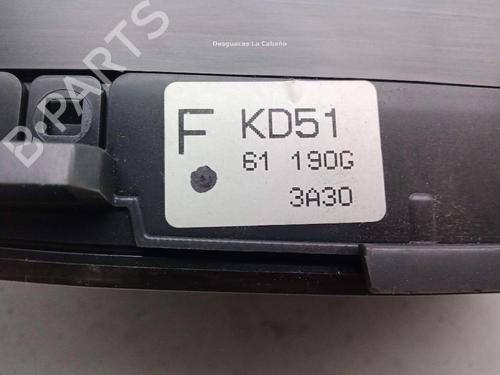 Desguaces La Cabaña
B-PARTS
F KD51
61 190G
3A30